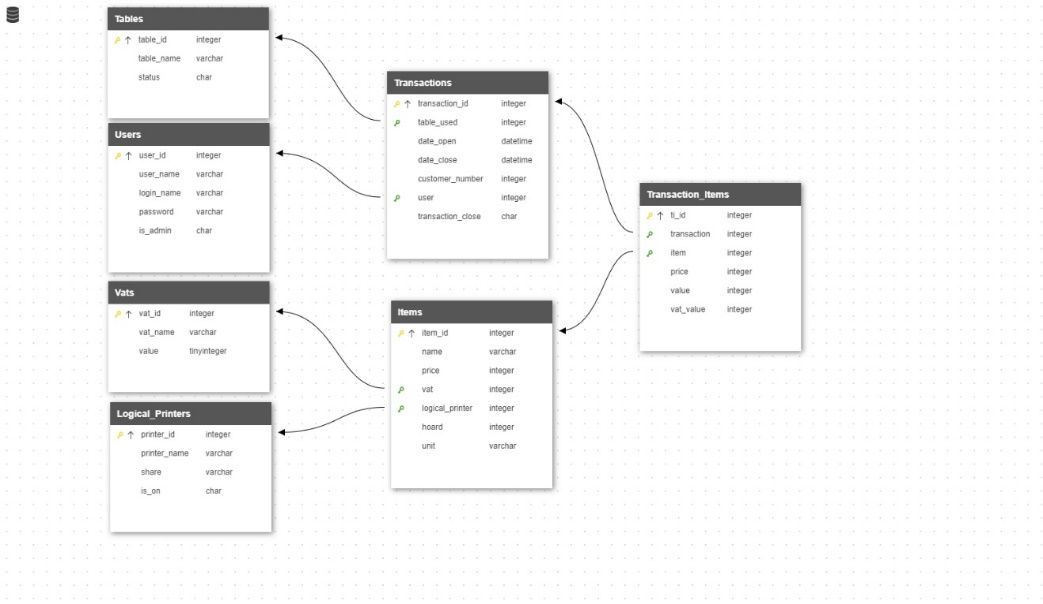 Tables
table_id integer
table_name varchar
status char
Users
user_id integer
user_name varchar
login_name varchar
password varchar
is_admin char
Vats
vat_id integer
vat_name varchar
value tinyinteger
Logical_Printers
printer_id integer
printer_name varchar
share varchar
is_on char
Transactions
transaction_id integer
table_used integer
date_open datetime
date_close datetime
customer_number integer
user integer
transaction_close char
Items
item_id integer
name varchar
price integer
vat integer
logical_printer integer
hoard integer
unit varchar
Transaction_Items
ti_id integer
transaction integer
item integer
price integer
value integer
vat_value integer